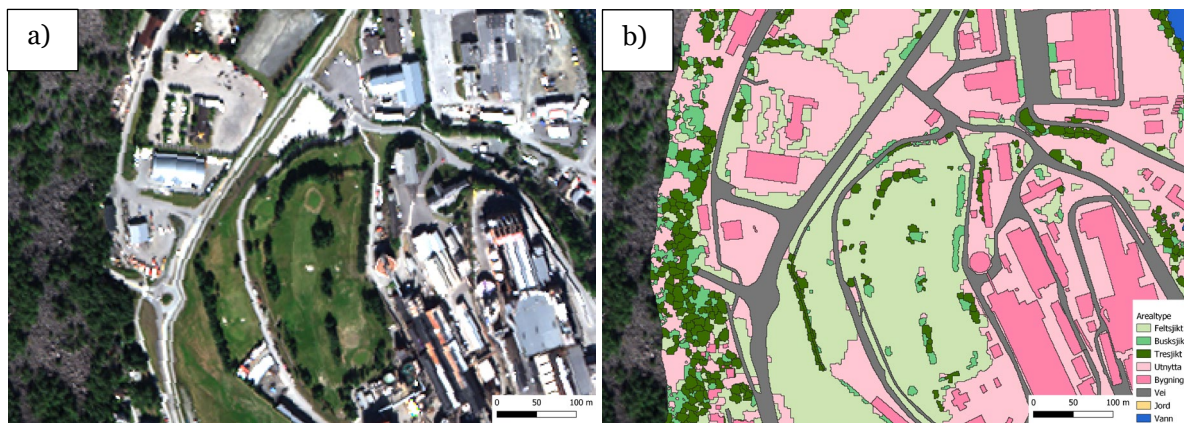 a)
0 50 100 m
b)
Arealtype
Feltsjikt
Busksjikt
Tresjikt
Utnytta
Bygning
Vei
Jord
Vann
0 50 100 m